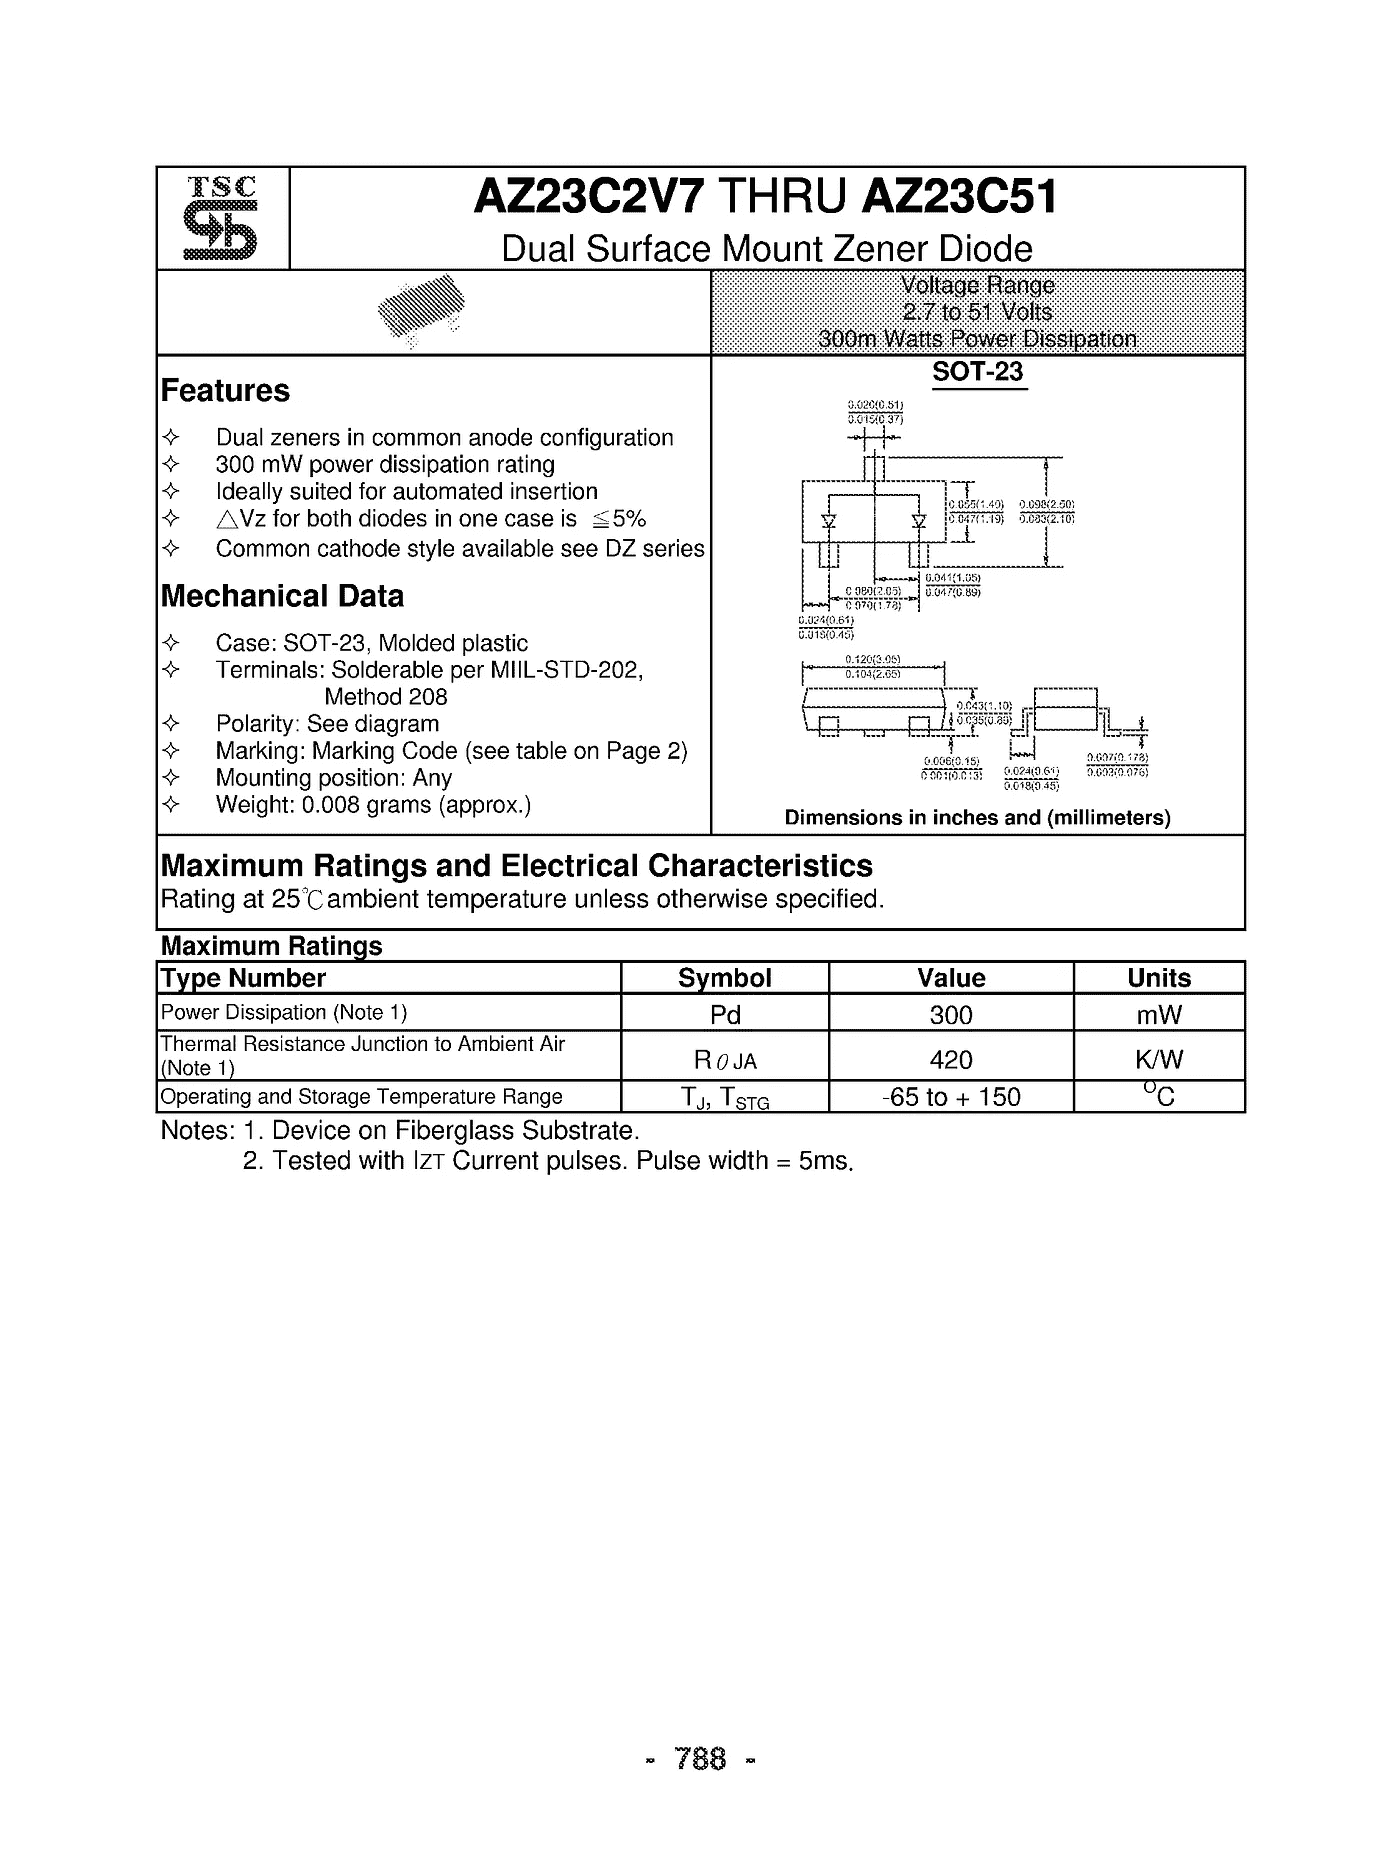 TSC
AZ23C2V7 THRU AZ23C51
Dual Surface Mount Zener Diode
Voltage Range
2.7 to 51 Volts
300m Watts Power Dissipation
Features
✧ Dual zeners in common anode configuration
✧ 300 mW power dissipation rating
✧ Ideally suited for automated insertion
✧ △Vz for both diodes in one case is ≦5%
✧ Common cathode style available see DZ series
Mechanical Data
✧ Case: SOT-23, Molded plastic
✧ Terminals: Solderable per MIIL-STD-202,
Method 208
✧ Polarity: See diagram
✧ Marking: Marking Code (see table on Page 2)
✧ Mounting position: Any
✧ Weight: 0.008 grams (approx.)
SOT-23
0.020(0.51)
0.015(0.37)
0.055(1.40) 0.098(2.50)
0.047(1.19) 0.083(2.10)
0.041(1.05)
0.047(0.89)
0.080(2.05)
0.070(1.78)
0.024(0.61)
0.018(0.45)
0.120(3.05)
0.104(2.65)
0.043(1.10)
0.035(0.89)
0.006(0.15)
0.001(0.013)
0.024(0.61)
0.018(0.45)
0.007(0.178)
0.003(0.076)
Dimensions in inches and (millimeters)
Maximum Ratings and Electrical Characteristics
Rating at 25℃ ambient temperature unless otherwise specified.
Maximum Ratings
Type Number Symbol Value Units
Power Dissipation (Note 1) Pd 300 mW
Thermal Resistance Junction to Ambient Air
(Note 1) RθJA 420 K/W
Operating and Storage Temperature Range TJ, TSTG -65 to + 150 °C
Notes: 1. Device on Fiberglass Substrate.
2. Tested with IZT Current pulses. Pulse width = 5ms.
- 788 -